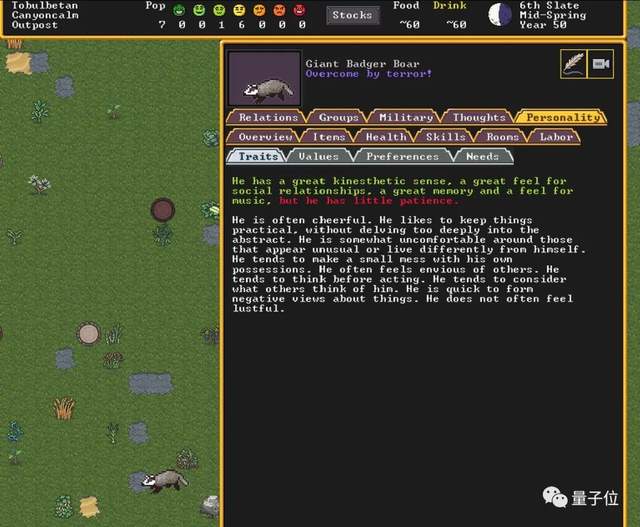 Tobulbetan
Canyoncalm
Outpost
Pop
7 0 0 1 6 0 0 0
Stocks
Food Drink
~60 ~60
6th Slate
Mid-Spring
Year 50
Giant Badger Boar
Overcome by terror!
Relations Groups Military Thoughts Personality
Overview Items Health Skills Rooms Labor
Traits Values Preferences Needs
He has a great kinesthetic sense, a great feel for
social relationships, a great memory and a feel for
music, but he has little patience.
He is often cheerful. He likes to keep things
practical, without delving too deeply into the
abstract. He is somewhat uncomfortable around those
that appear unusual or live differently from himself.
He tends to make a small mess with his own
possessions. He often feels envious of others. He
tends to think before acting. He tends to consider
what others think of him. He is quick to form
negative views about things. He does not often feel
lustful.
量子位